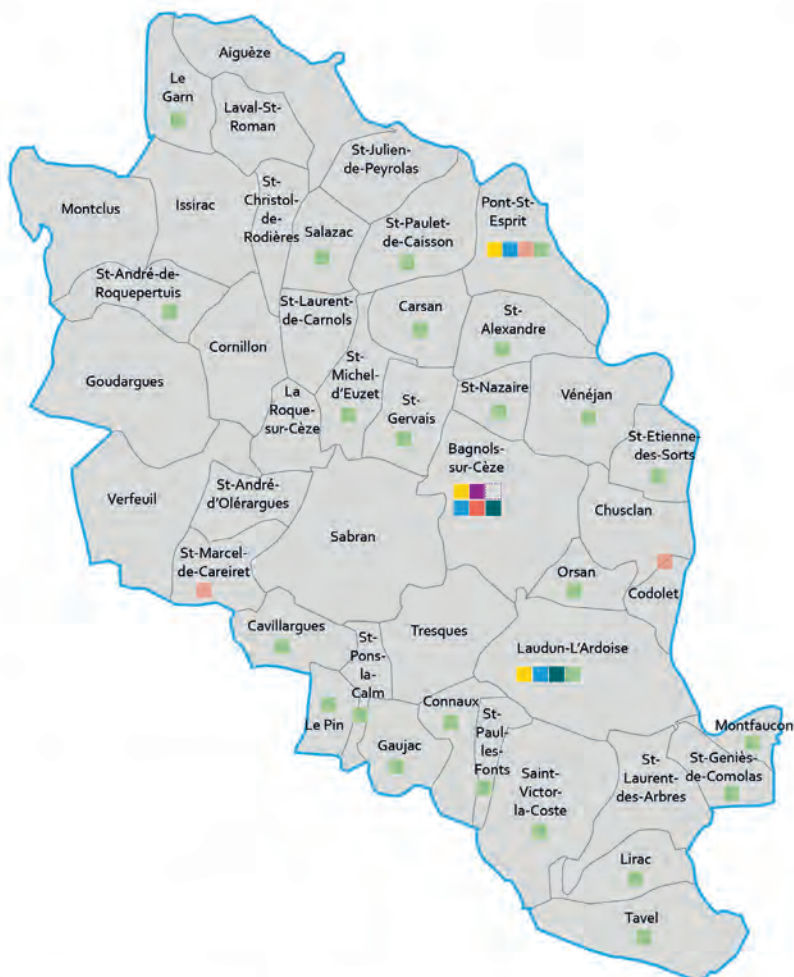 Aiguèze
Le
Garn
Laval-St-
Roman
St-Julien-
de-Peyrolas
Montclus
Issirac
St-
Christol-
de-
Rodières
Salazac
St-Paulet-
de-Caisson
Pont-St-
Esprit
St-André-de-
Roquepertuis
St-Laurent-
de-Carnols
Carsan
St-
Alexandre
Cornillon
Goudargues
St-
Michel-
d'Euzet
La
Roque-
sur-Cèze
St-
Gervais
St-Nazaire
Vénéjan
St-Etienne-
des-Sorts
Bagnols-
sur-Cèze
Verfeuil
St-André-
d'Olérargues
Sabran
Chusclan
St-Marcel-
de-Careiret
Orsan
Codolet
Cavillargues
St-
Pons-
la-
Calm
Tresques
Laudun-L'Ardoise
Le Pin
Connaux
Gaujac
St-
Paul-
les-
Fonts
Saint-
Victor-
la-Coste
St-
Laurent-
des-Arbres
Montfaucon
St-Geniès-
de-Comolas
Lirac
Tavel